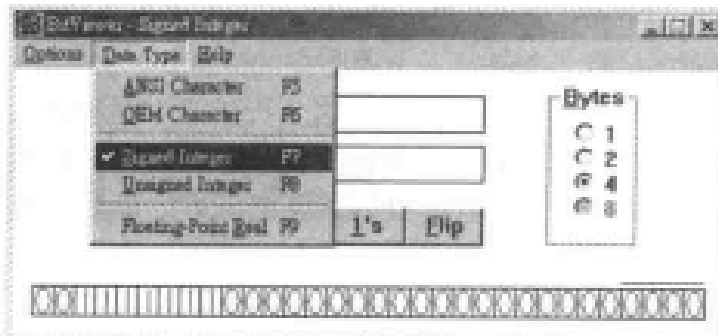 BitViewer - Signed Integer
Options Data Type Help
ANSI Character F5
OEM Character F6
✓ Signed Integer F7
Unsigned Integer F8
Floating-Point Real F9
1's Flip
Bytes
1
2
4
8